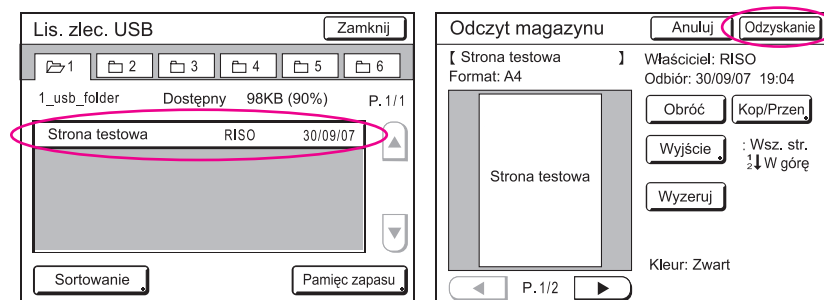 Lis. zlec. USB
Zamknij
1 2 3 4 5 6
1_usb_folder Dostępny 98KB (90%) P. 1/1
Strona testowa RISO 30/09/07
Sortowanie
Pamięc zapasu
Odczyt magazynu
Anuluj
Odzyskanie
【 Strona testowa 】
Format: A4
Właściciel: RISO
Odbiór: 30/09/07 19:04
Obróć
Kop/Przen
Wyjście
: Wsz. str.
1
2 W górę
Strona testowa
Wyzeruj
Kleur: Zwart
P.1/2